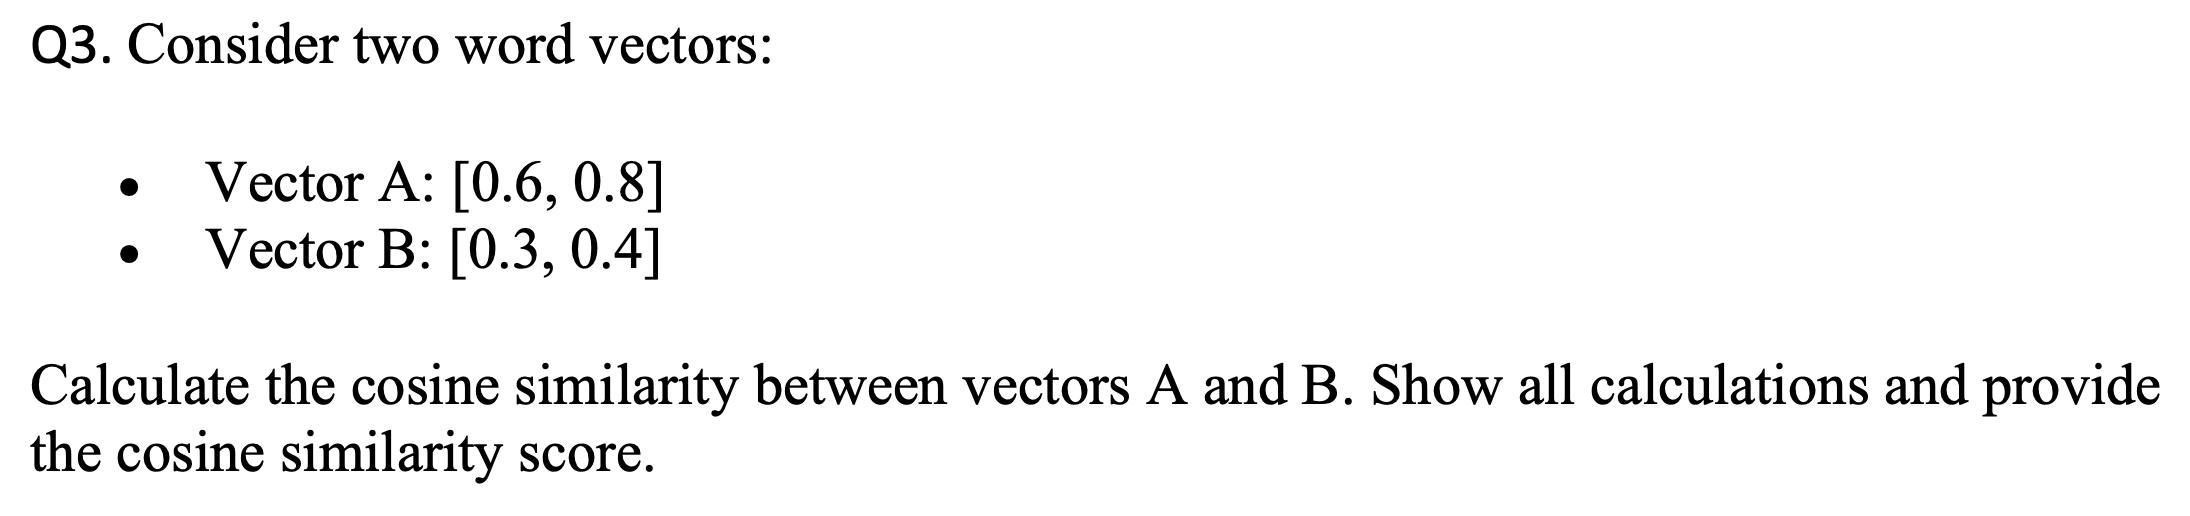 Q3. Consider two word vectors:
• Vector A: [0.6, 0.8]
• Vector B: [0.3, 0.4]
Calculate the cosine similarity between vectors A and B. Show all calculations and provide
the cosine similarity score.